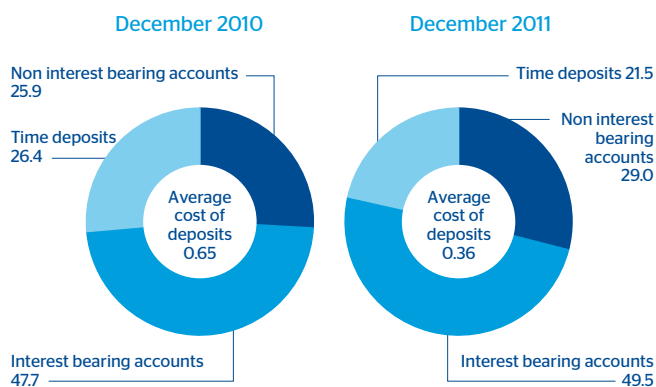 December 2010
Non interest bearing accounts
25.9
Time deposits
26.4
Average
cost of
deposits
0.65
Interest bearing accounts
47.7
December 2011
Time deposits 21.5
Non interest
bearing
accounts
29.0
Average
cost of
deposits
0.36
Interest bearing accounts
49.5